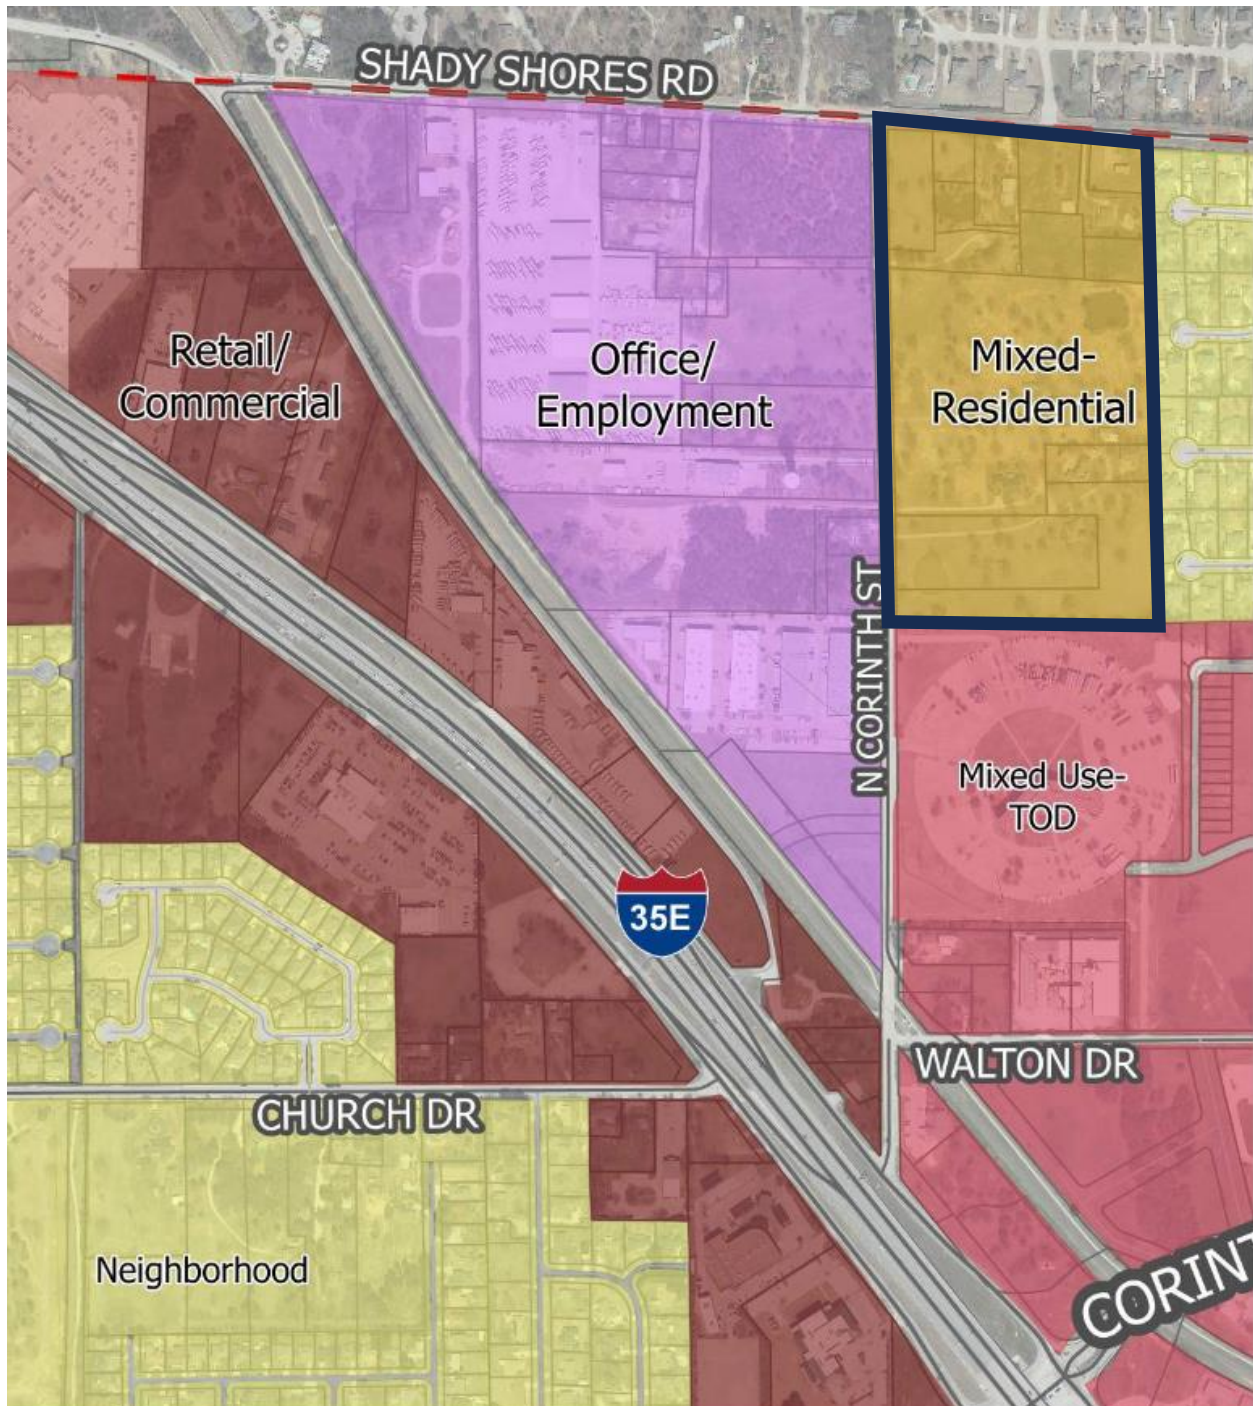 SHADY SHORES RD
Retail/
Commercial
Office/
Employment
Mixed-
Residential
N CORINTH ST
Mixed Use-
TOD
35E
WALTON DR
CHURCH DR
Neighborhood
CORINT